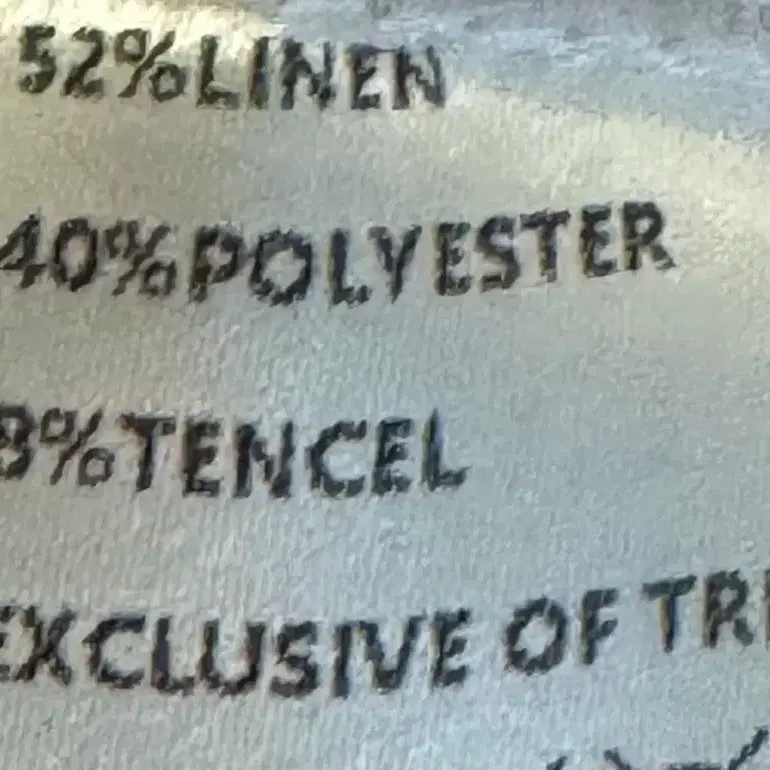 52%LINEN
40%POLYESTER
8%TENCEL
EXCLUSIVE OF